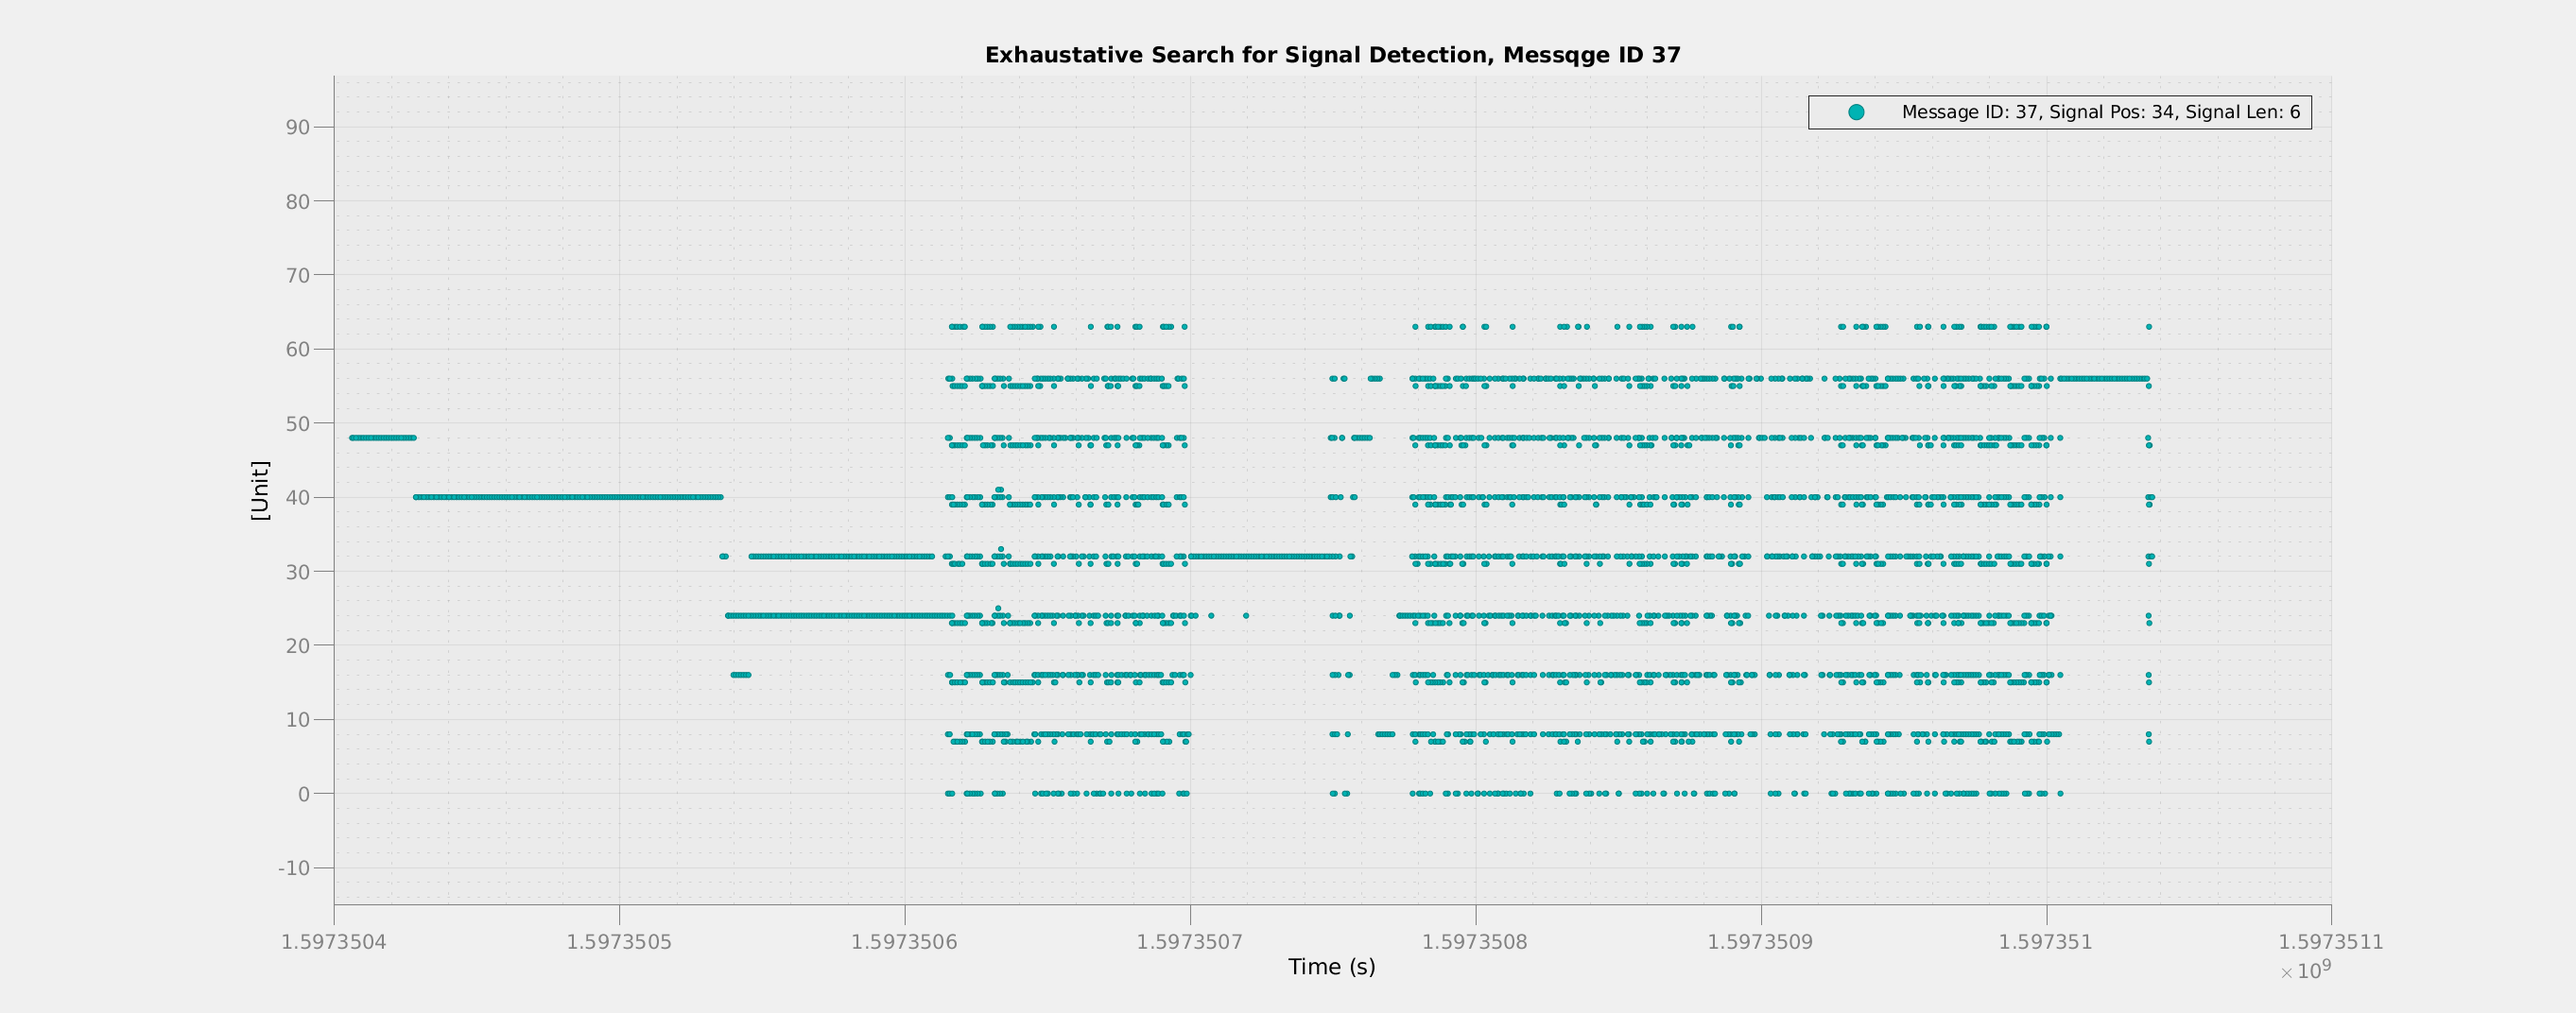 Exhaustative Search for Signal Detection, Messqge ID 37
Message ID: 37, Signal Pos: 34, Signal Len: 6
90
80
70
60
50
40
30
20
10
0
-10
[Unit]
1.5973504 1.5973505 1.5973506 1.5973507 1.5973508 1.5973509 1.597351 1.5973511
Time (s)
× 10⁹